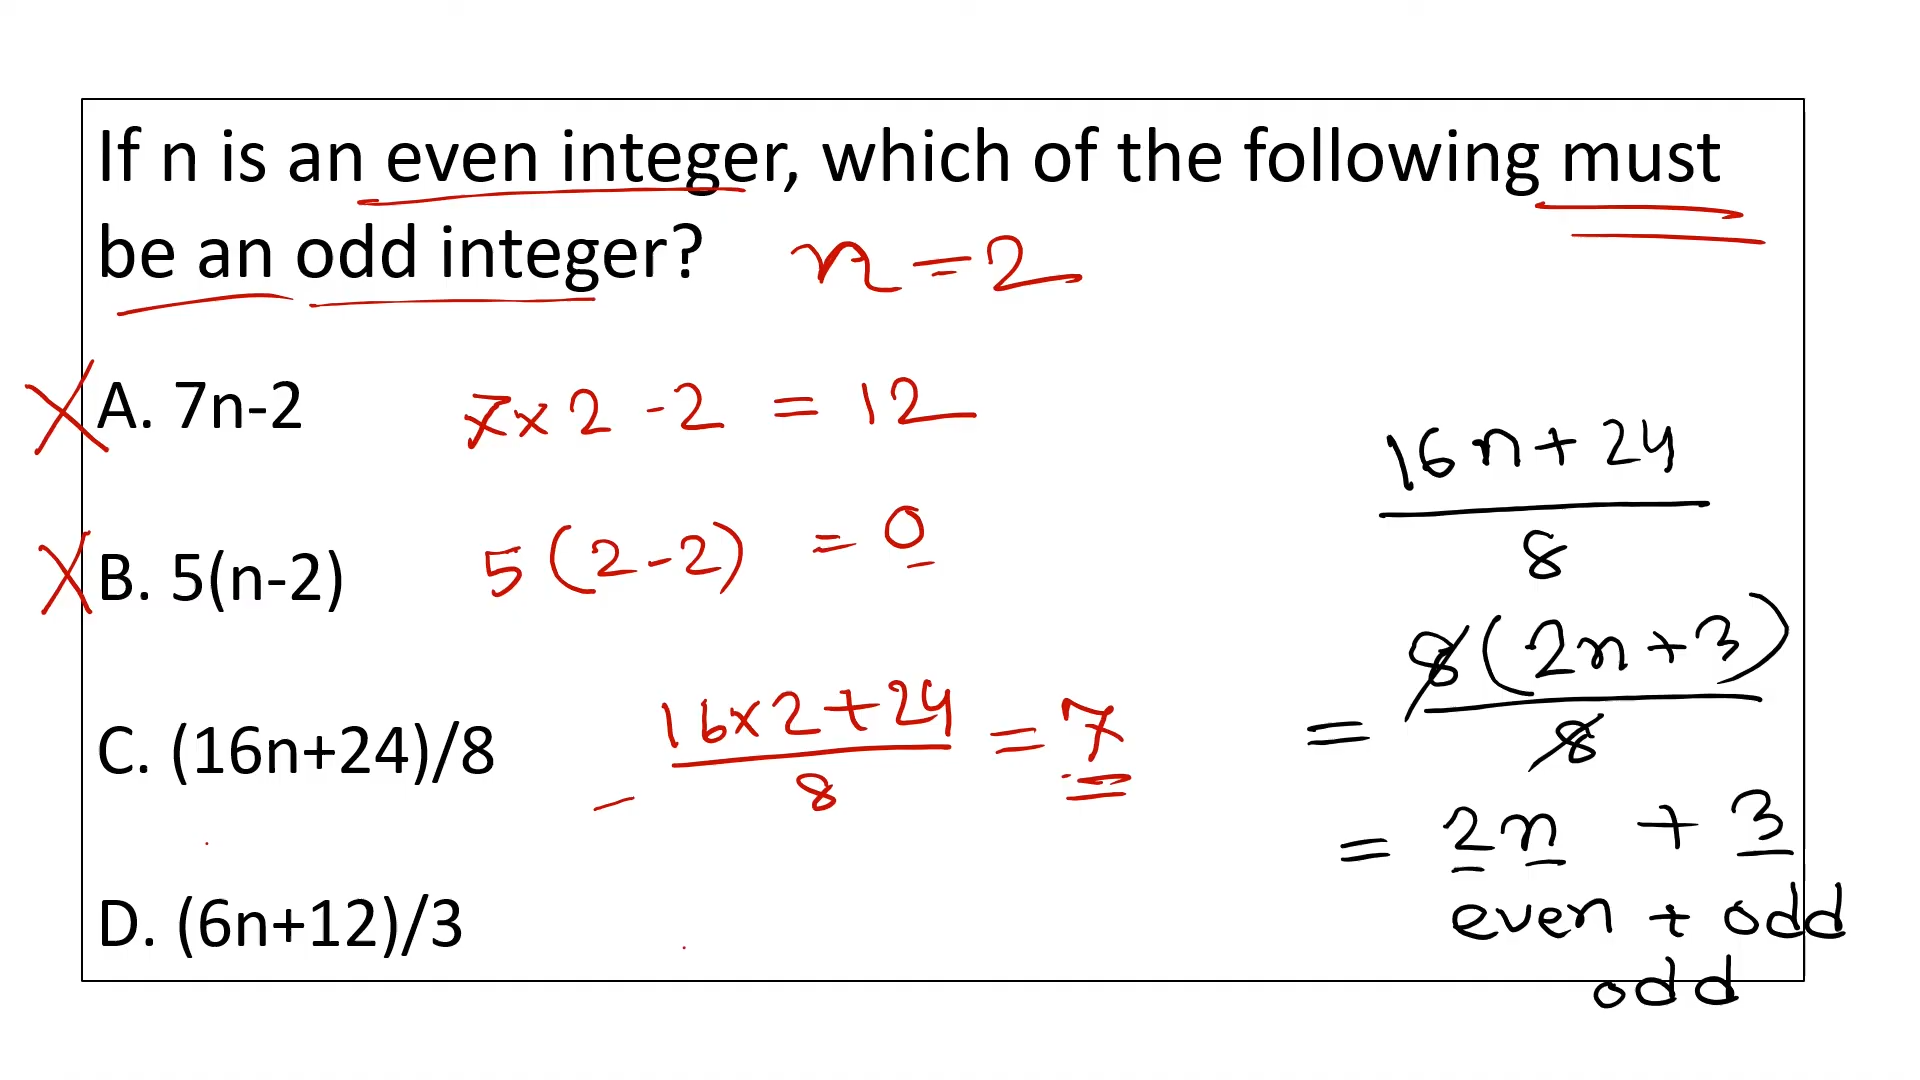 If n is an even integer, which of the following must
be an odd integer? n = 2
A. 7n-2 7 x 2 - 2 = 12
B. 5(n-2) 5 (2 - 2) = 0
C. (16n+24)/8
16x2+24
8
= 7
D. (6n+12)/3
16n + 24
8
= 8(2n+3)
8
= 2n + 3
even + odd
odd